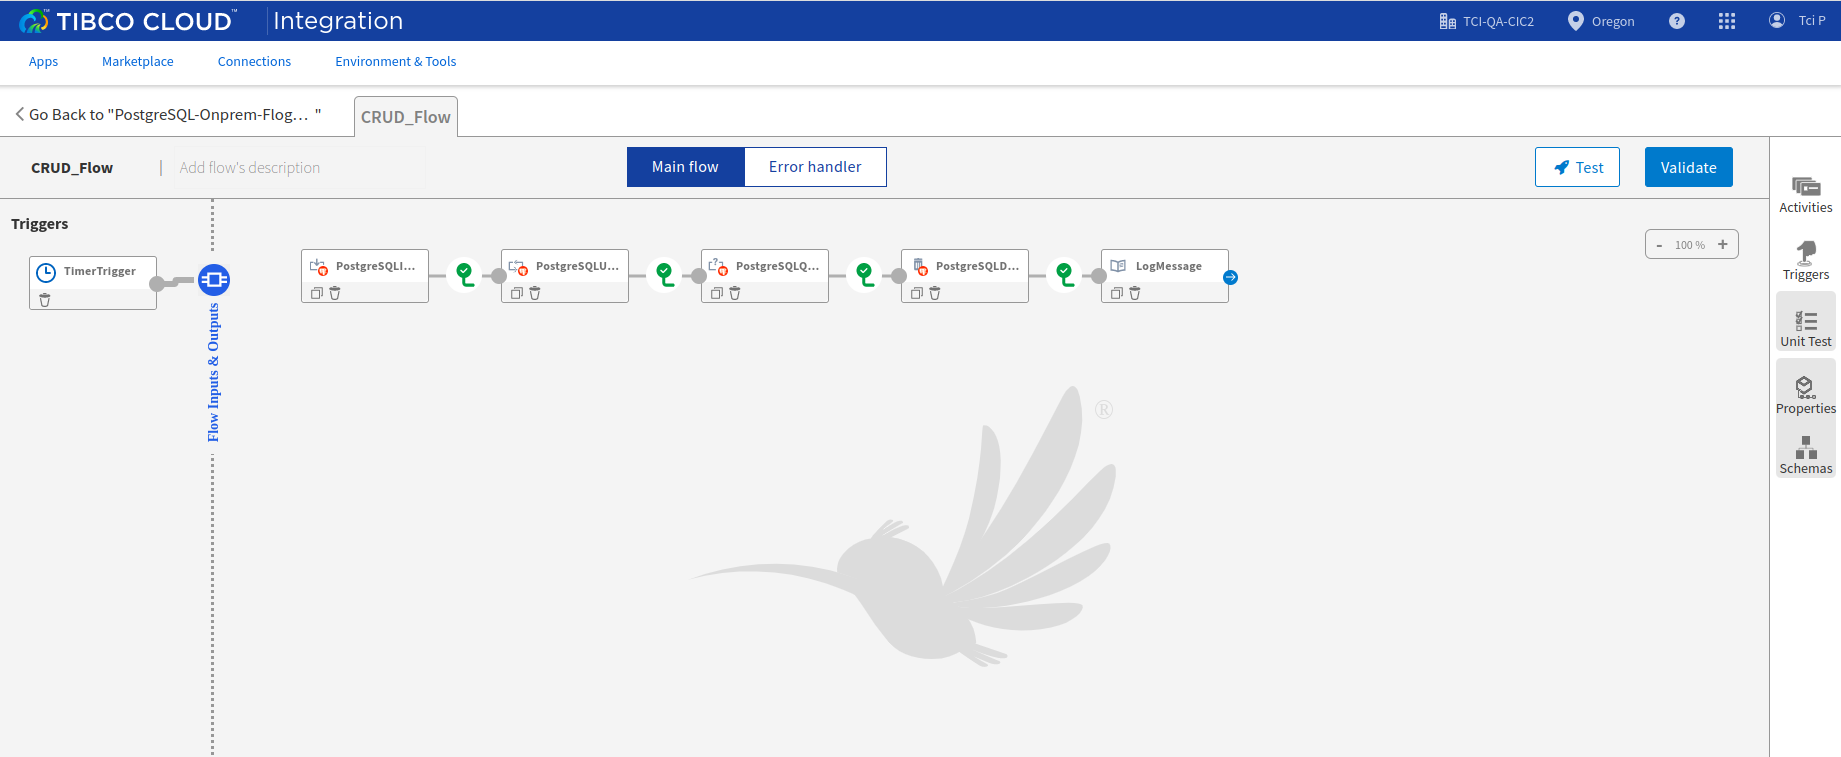 TIBCO CLOUD™ Integration
TCI-QA-CIC2
Oregon
?
Tci P
Apps
Marketplace
Connections
Environment & Tools
Go Back to "PostgreSQL-Onprem-Flog… "
CRUD_Flow
CRUD_Flow
Add flow's description
Main flow
Error handler
Test
Validate
Triggers
- 100 % +
TimerTrigger
PostgreSQLI...
PostgreSQLU...
PostgreSQLQ...
PostgreSQLD...
LogMessage
Flow Inputs & Outputs
®
Activities
Triggers
Unit Test
Properties
Schemas